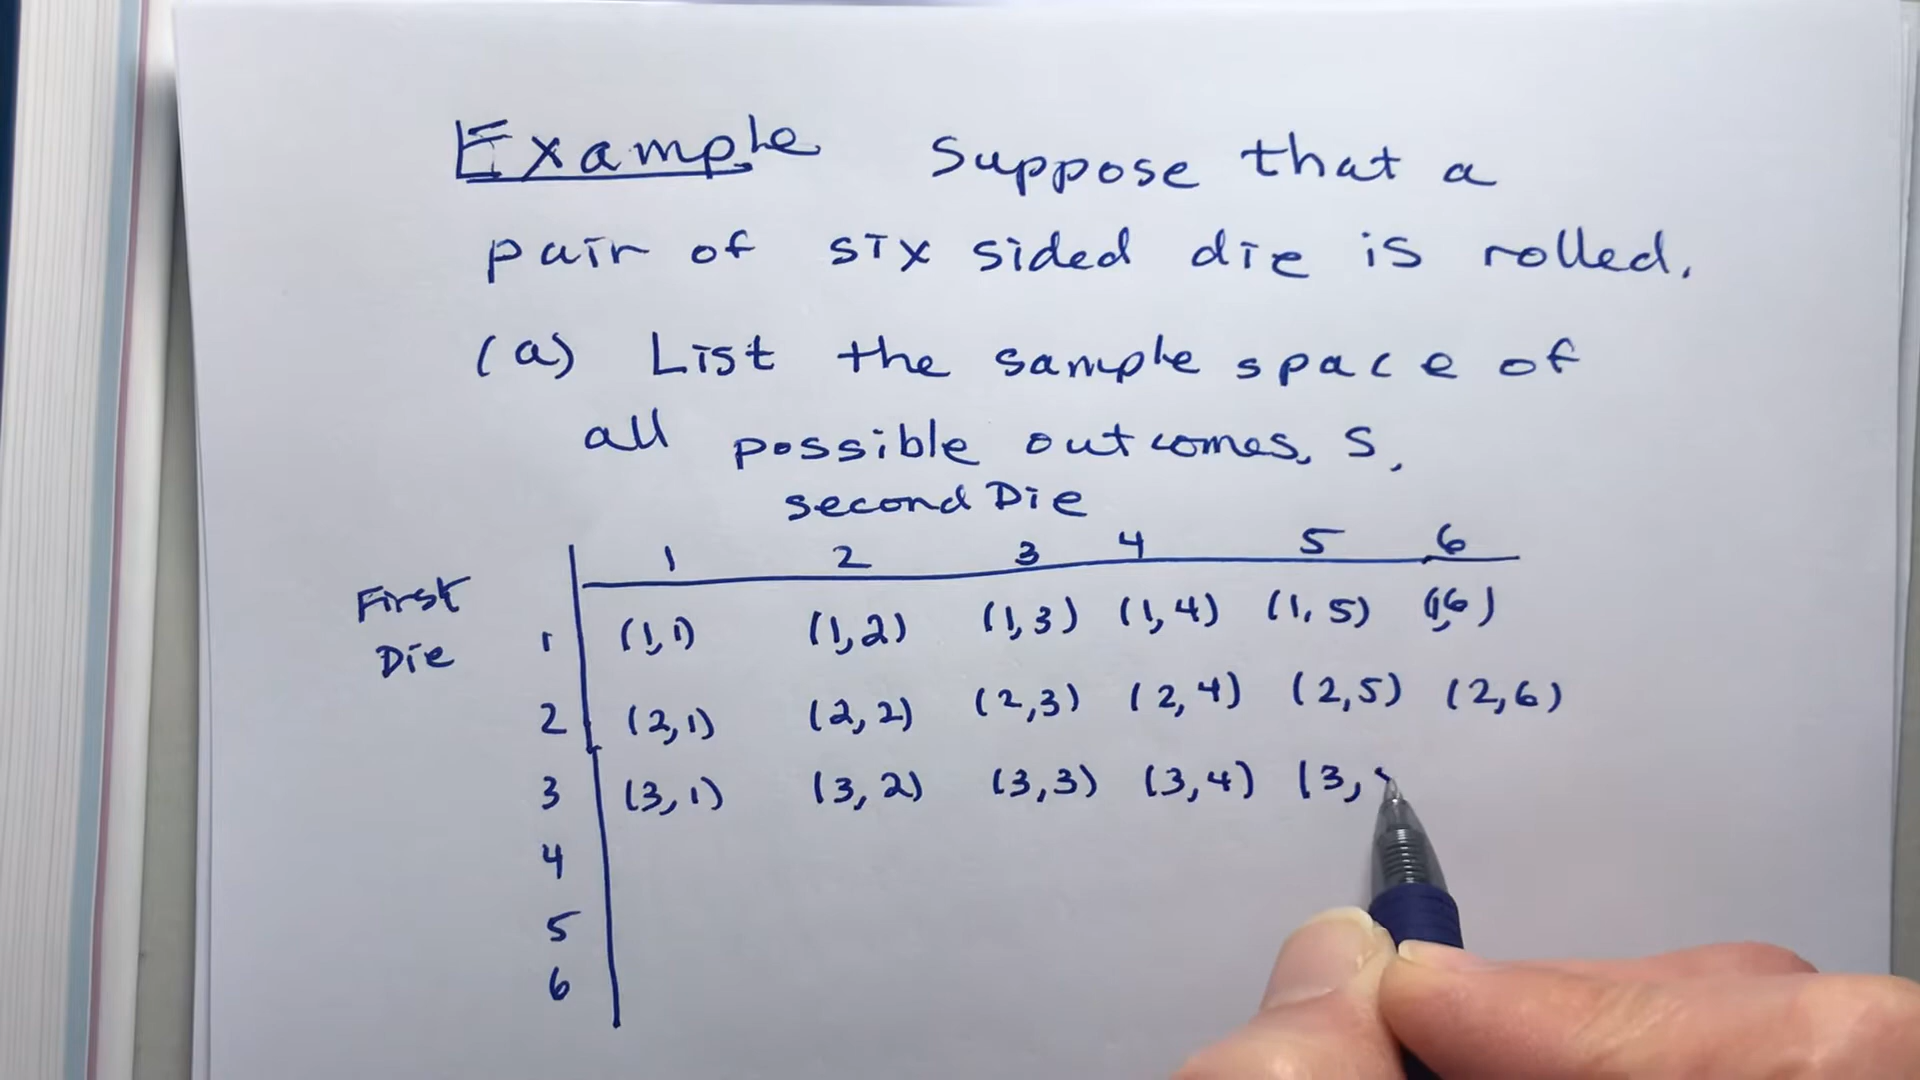 Example Suppose that a
pair of six sided die is rolled.
(a) List the sample space of
all possible outcomes, S.
second Die
1 2 3 4 5 6
First
Die
1 (1,1) (1,2) (1,3) (1,4) (1,5) (1,6)
2 (2,1) (2,2) (2,3) (2,4) (2,5) (2,6)
3 (3,1) (3,2) (3,3) (3,4) (3,
4
5
6